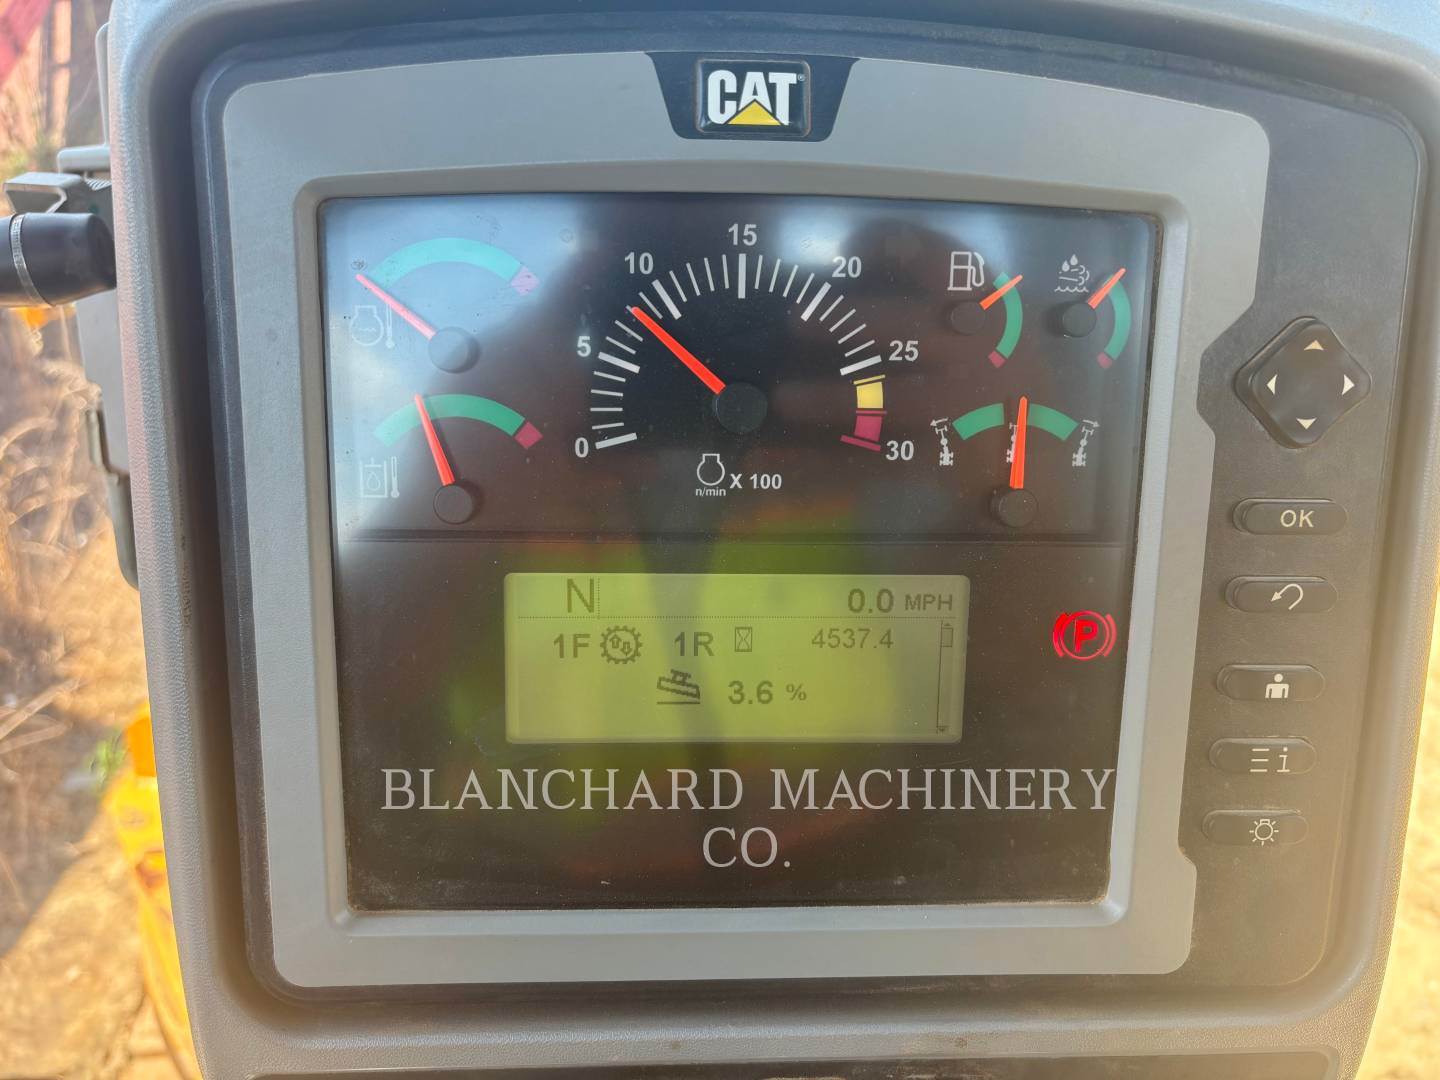 CAT
15
10
20
5
25
0
30
n/min X 100
N 0.0 MPH
1F 1R 4537.4
3.6 %
P
OK
i
BLANCHARD MACHINERY
CO.